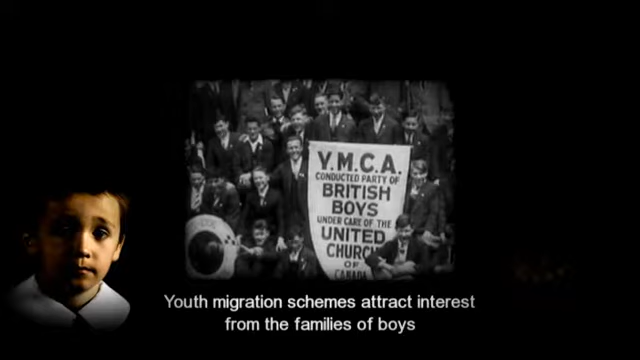 Y.M.C.A.
CONDUCTED PARTY OF
BRITISH
BOYS
UNDER CARE OF THE
UNITED
CHURCH
OF
CANADA
Youth migration schemes attract interest
from the families of boys